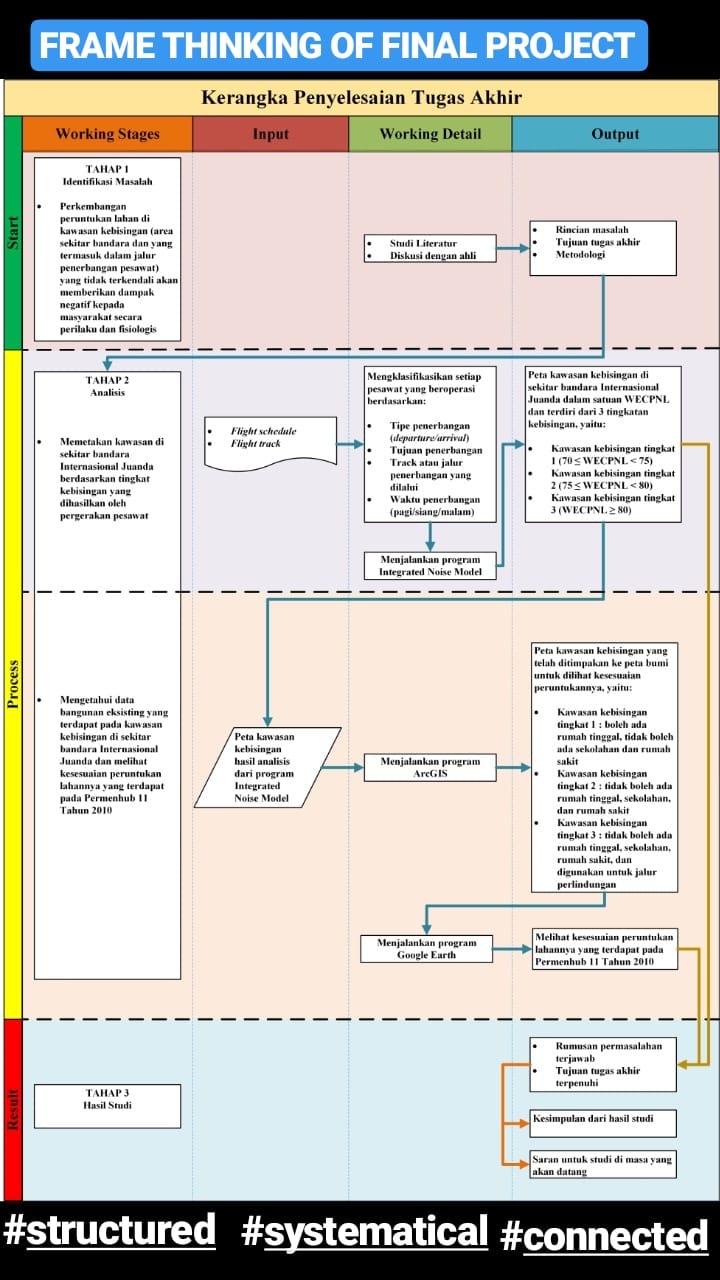 FRAME THINKING OF FINAL PROJECT
Kerangka Penyelesaian Tugas Akhir
Working Stages
Input
Working Detail
Output
Start
TAHAP 1
Identifikasi Masalah
• Perkembangan
peruntukan lahan di
kawasan kebisingan (area
sekitar bandara dan yang
termasuk dalam jalur
penerbangan pesawat)
yang tidak terkendali akan
memberikan dampak
negatif kepada
masyarakat secara
perilaku dan fisiologis
• Studi Literatur
• Diskusi dengan ahli
• Rincian masalah
• Tujuan tugas akhir
• Metodologi
Process
TAHAP 2
Analisis
• Memetakan kawasan di
sekitar bandara
Internasional Juanda
berdasarkan tingkat
kebisingan yang
dihasilkan oleh
pergerakan pesawat
• Flight schedule
• Flight track
Mengklasifikasikan setiap
pesawat yang beroperasi
berdasarkan:
• Tipe penerbangan
(departure/arrival)
• Tujuan penerbangan
• Track atau jalur
penerbangan yang
dilalui
• Waktu penerbangan
(pagi/siang/malam)
Menjalankan program
Integrated Noise Model
Peta kawasan kebisingan di
sekitar bandara Internasional
Juanda dalam satuan WECPNL
dan terdiri dari 3 tingkatan
kebisingan, yaitu:
• Kawasan kebisingan tingkat
1 (70 ≤ WECPNL < 75)
• Kawasan kebisingan tingkat
2 (75 ≤ WECPNL < 80)
• Kawasan kebisingan tingkat
3 (WECPNL ≥ 80)
• Mengetahui data
bangunan eksisting yang
terdapat pada kawasan
kebisingan di sekitar
bandara Internasional
Juanda dan melihat
kesesuaian peruntukan
lahannya yang terdapat
pada Permenhub 11
Tahun 2010
Peta kawasan
kebisingan
hasil analisis
dari program
Integrated
Noise Model
Menjalankan program
ArcGIS
Peta kawasan kebisingan yang
telah ditimpakan ke peta bumi
untuk dilihat kesesuaian
peruntukannya, yaitu:
• Kawasan kebisingan
tingkat 1 : boleh ada
rumah tinggal, tidak boleh
ada sekolahan dan rumah
sakit
• Kawasan kebisingan
tingkat 2 : tidak boleh ada
rumah tinggal, sekolahan,
dan rumah sakit
• Kawasan kebisingan
tingkat 3 : tidak boleh ada
rumah tinggal, sekolahan,
rumah sakit, dan
digunakan untuk jalur
perlindungan
Menjalankan program
Google Earth
Melihat kesesuaian peruntukan
lahannya yang terdapat pada
Permenhub 11 Tahun 2010
Result
TAHAP 3
Hasil Studi
• Rumusan permasalahan
terjawab
• Tujuan tugas akhir
terpenuhi
Kesimpulan dari hasil studi
Saran untuk studi di masa yang
akan datang
#structured #systematical #connected